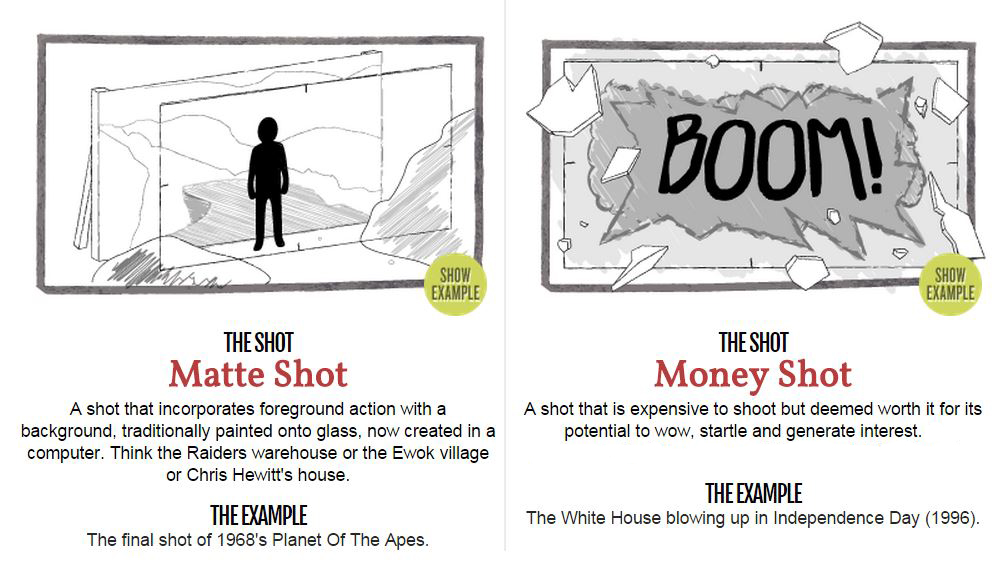 SHOW
EXAMPLE
THE SHOT
Matte Shot
A shot that incorporates foreground action with a
background, traditionally painted onto glass, now created in a
computer. Think the Raiders warehouse or the Ewok village
or Chris Hewitt's house.
THE EXAMPLE
The final shot of 1968's Planet Of The Apes.
BOOM!
SHOW
EXAMPLE
THE SHOT
Money Shot
A shot that is expensive to shoot but deemed worth it for its
potential to wow, startle and generate interest.
THE EXAMPLE
The White House blowing up in Independence Day (1996).